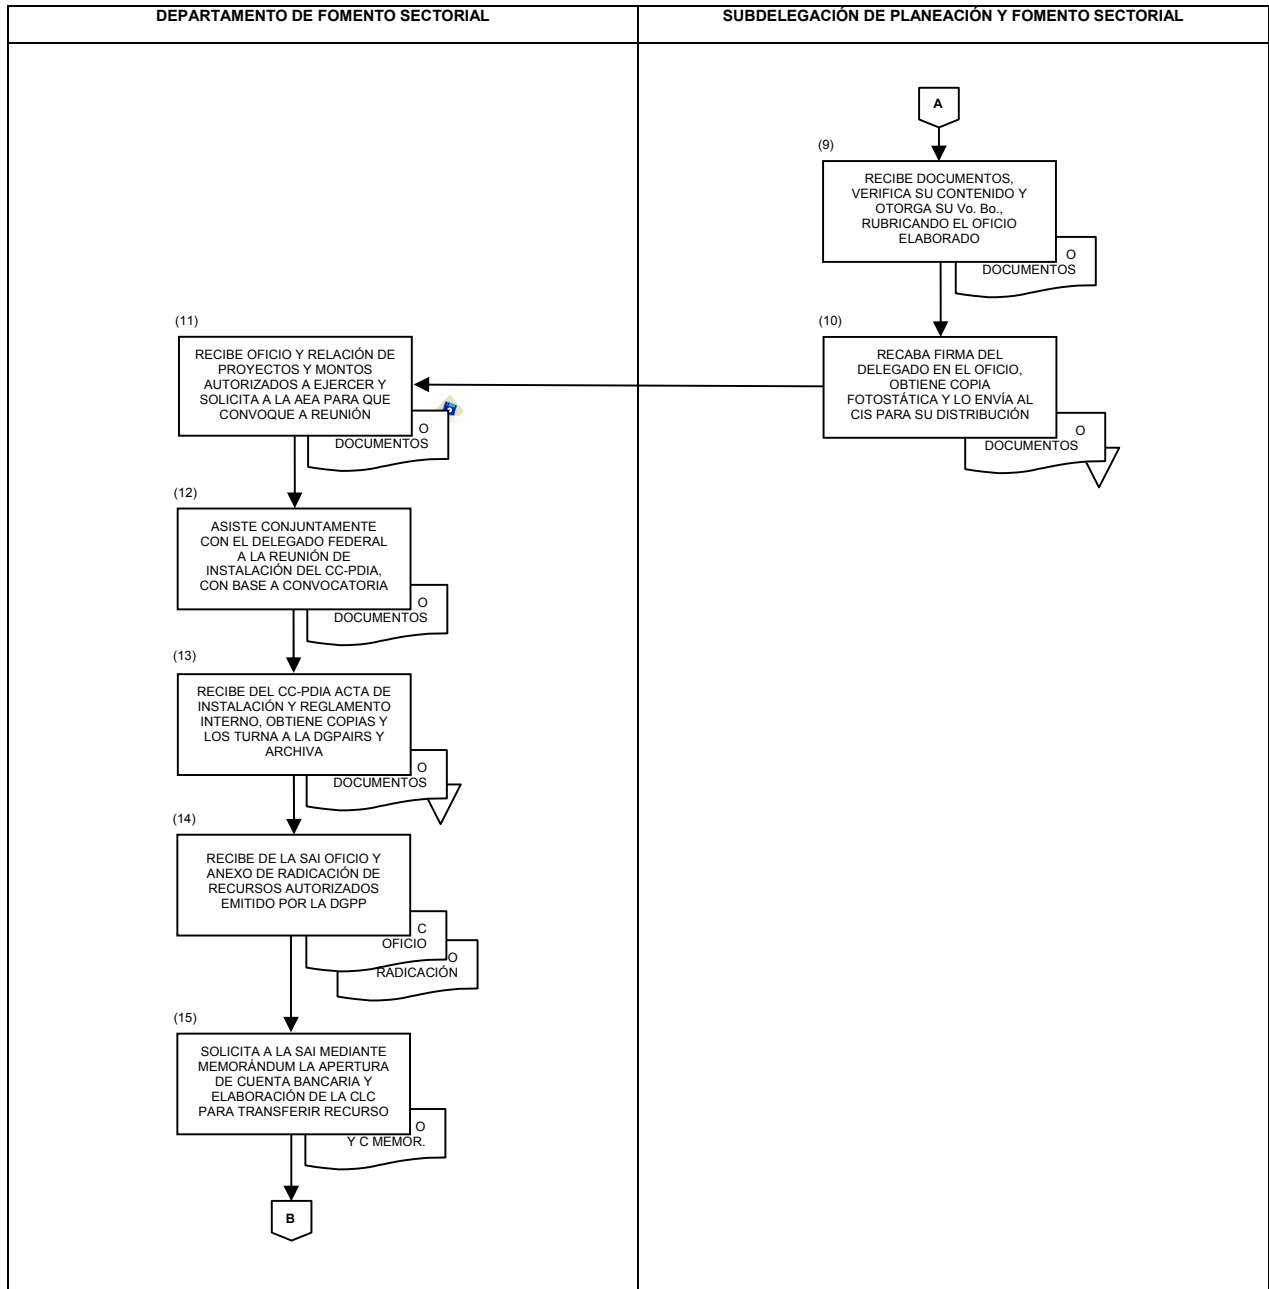 DEPARTAMENTO DE FOMENTO SECTORIAL
SUBDELEGACIÓN DE PLANEACIÓN Y FOMENTO SECTORIAL
A
(9)
RECIBE DOCUMENTOS,
VERIFICA SU CONTENIDO Y
OTORGA SU Vo. Bo.,
RUBRICANDO EL OFICIO
ELABORADO
O
DOCUMENTOS
(10)
RECABA FIRMA DEL
DELEGADO EN EL OFICIO,
OBTIENE COPIA
FOTOSTÁTICA Y LO ENVÍA AL
CIS PARA SU DISTRIBUCIÓN
O
DOCUMENTOS
(11)
RECIBE OFICIO Y RELACIÓN DE
PROYECTOS Y MONTOS
AUTORIZADOS A EJERCER Y
SOLICITA A LA AEA PARA QUE
CONVOQUE A REUNIÓN
O
DOCUMENTOS
(12)
ASISTE CONJUNTAMENTE
CON EL DELEGADO FEDERAL
A LA REUNIÓN DE
INSTALACIÓN DEL CC-PDIA,
CON BASE A CONVOCATORIA
O
DOCUMENTOS
(13)
RECIBE DEL CC-PDIA ACTA DE
INSTALACIÓN Y REGLAMENTO
INTERNO, OBTIENE COPIAS Y
LOS TURNA A LA DGPAIRS Y
ARCHIVA
O
DOCUMENTOS
(14)
RECIBE DE LA SAI OFICIO Y
ANEXO DE RADICACIÓN DE
RECURSOS AUTORIZADOS
EMITIDO POR LA DGPP
C
OFICIO
O
RADICACIÓN
(15)
SOLICITA A LA SAI MEDIANTE
MEMORÁNDUM LA APERTURA
DE CUENTA BANCARIA Y
ELABORACIÓN DE LA CLC
PARA TRANSFERIR RECURSO
O
Y C MEMOR.
B